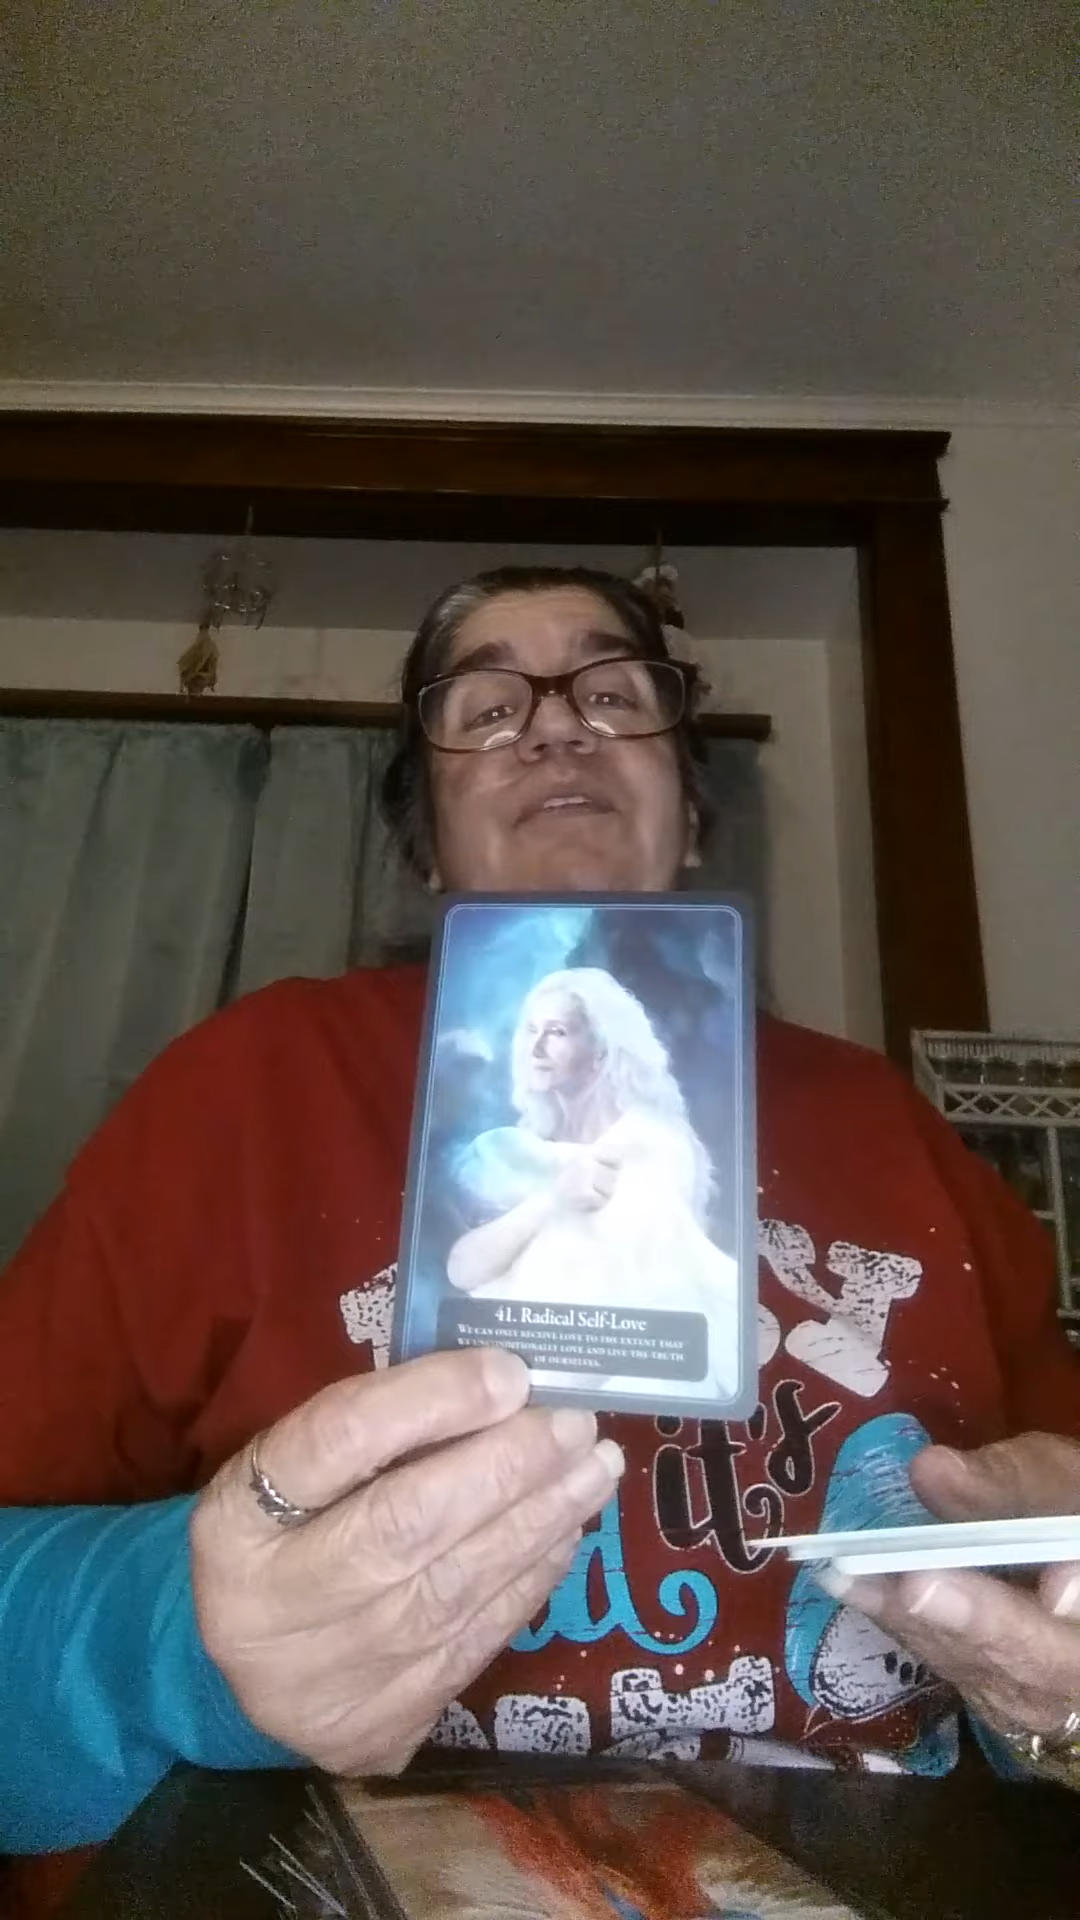 41. Radical Self-Love
We can only receive love to the extent that
we unconditionally love and live the truth
of ourselves.
it's